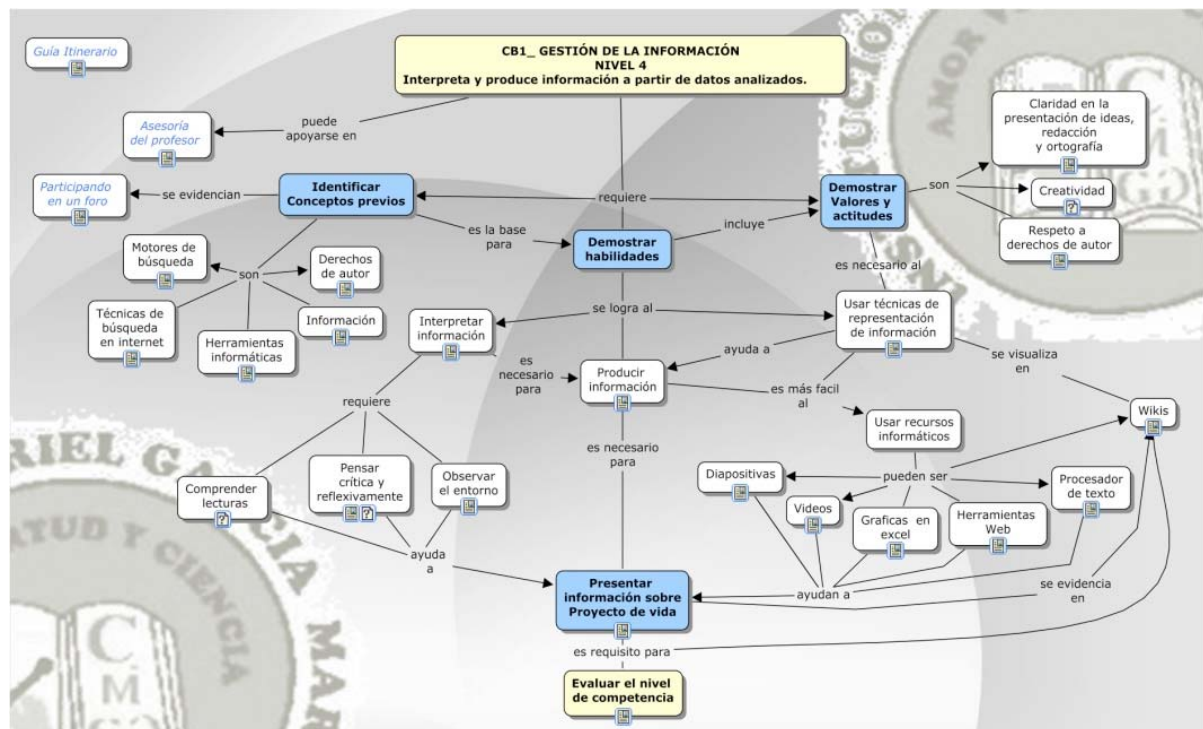 CB1_ GESTIÓN DE LA INFORMACIÓN
NIVEL 4
Interpreta y produce información a partir de datos analizados.
Guía Itinerario
puede
apoyarse en
Asesoría
del profesor
Claridad en la
presentación de ideas,
redacción
y ortografía
son
Creatividad
Respeto a
derechos de autor
Participando
en un foro
se evidencian
Identificar
Conceptos previos
requiere
Demostrar
Valores y
actitudes
es la base
para
Demostrar
habilidades
incluye
es necesario al
Motores de
búsqueda
son
Derechos
de autor
Técnicas de
búsqueda
en internet
Herramientas
informáticas
Información
Interpretar
información
se logra al
Usar técnicas de
representación
de información
es
necesario
para
ayuda a
Producir
información
es más facil
al
se visualiza
en
Usar recursos
informáticos
Wikis
requiere
es necesario
para
Comprender
lecturas
Pensar
crítica y
reflexivamente
Observar
el entorno
Diapositivas
pueden ser
Procesador
de texto
Videos
Graficas en
excel
Herramientas
Web
ayuda
a
Presentar
información sobre
Proyecto de vida
ayudan a
se evidencia
en
es requisito para
Evaluar el nivel
de competencia
RIEL GARCIA MAR
TUD Y CIENCIA
C
M
AMOR
C
M